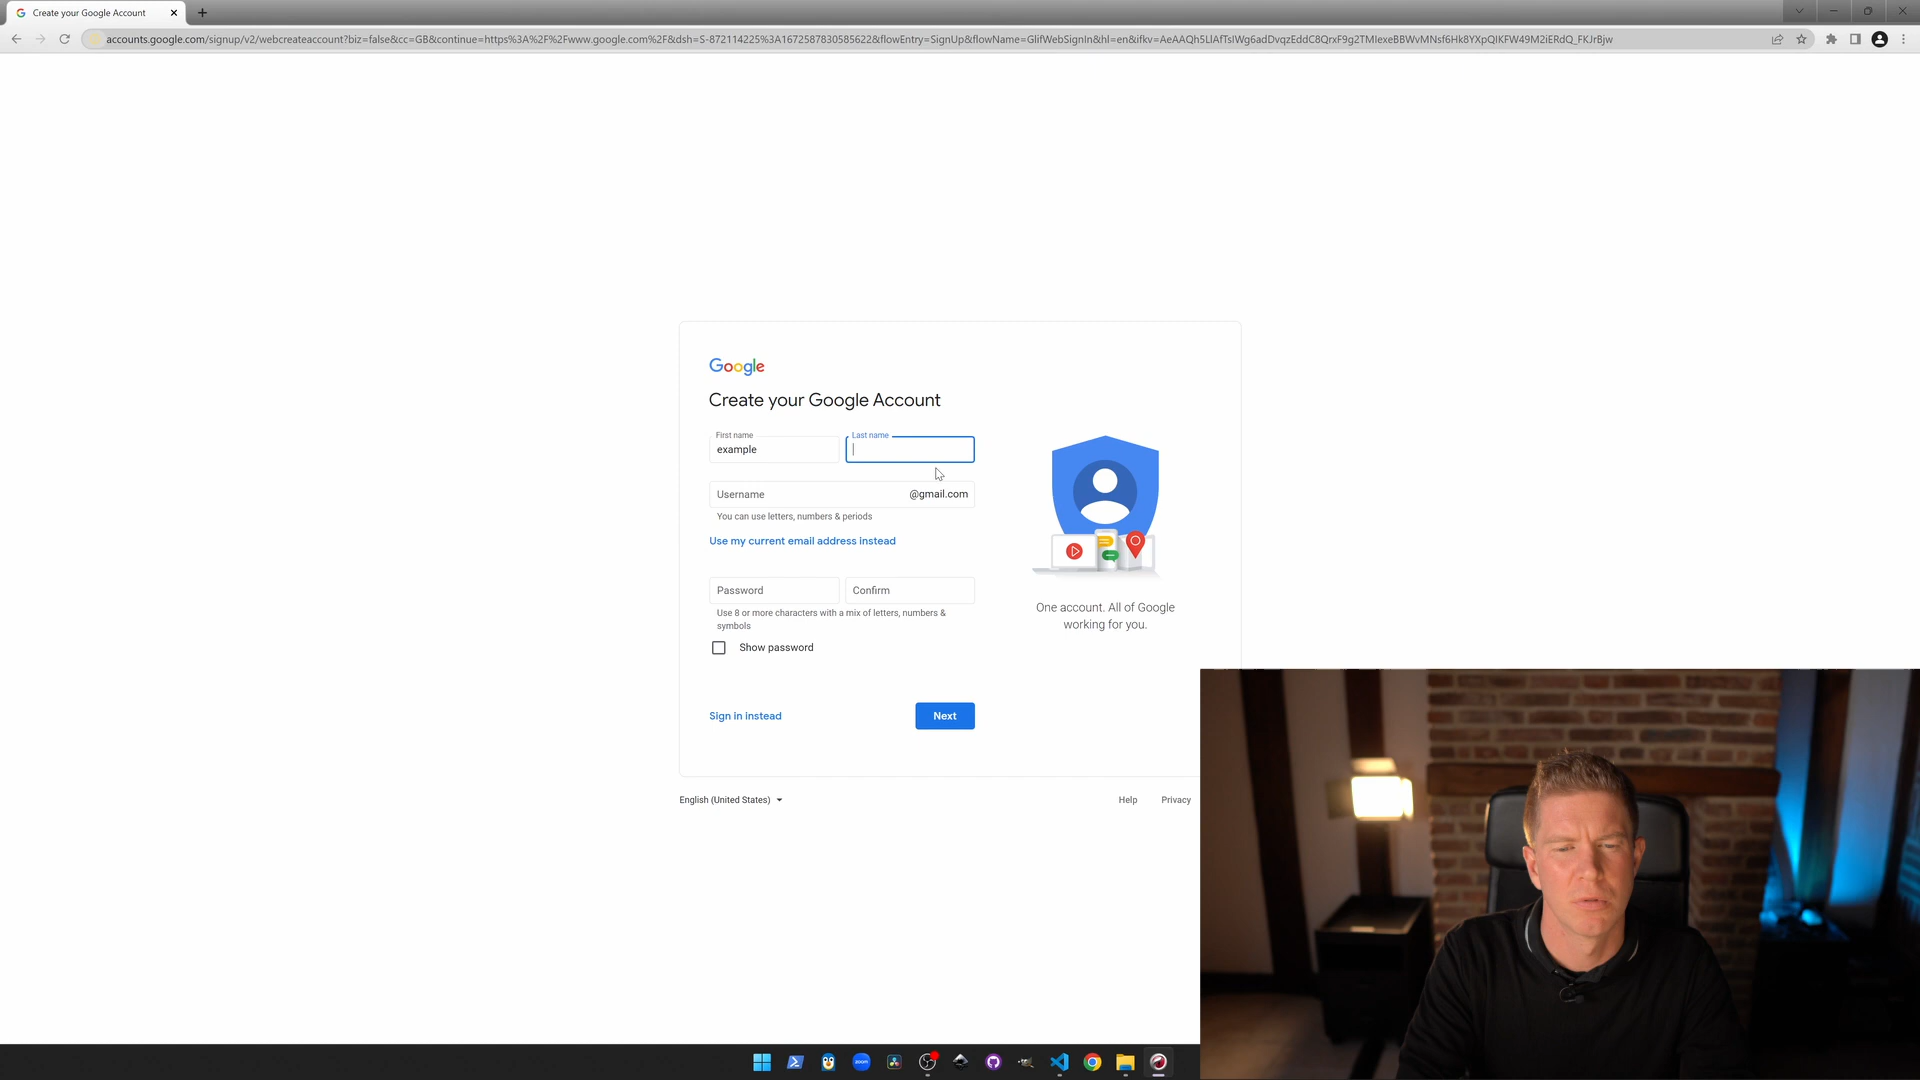 Create your Google Account
accounts.google.com/signup/v2/webcreateaccount?biz=false&cc=GB&continue=https%3A%2F%2Fwww.google.com%2F&dsh=S-872114225%3A1672587830585622&flowEntry=SignUp&flowName=GlifWebSignIn&hl=en&ifkv=AeAAQh5LlAfTsIWg6adDvqzEddC8QrxF9g2TMIexeBBWvMNsf6Hk8YXpQIKFW49M2iERdQ_FKJrBjw
Google
Create your Google Account
First name
Last name
example
Username
@gmail.com
You can use letters, numbers & periods
Use my current email address instead
Password
Confirm
Use 8 or more characters with a mix of letters, numbers &
symbols
Show password
Sign in instead
Next
One account. All of Google
working for you.
English (United States)
Help
Privacy
zoom